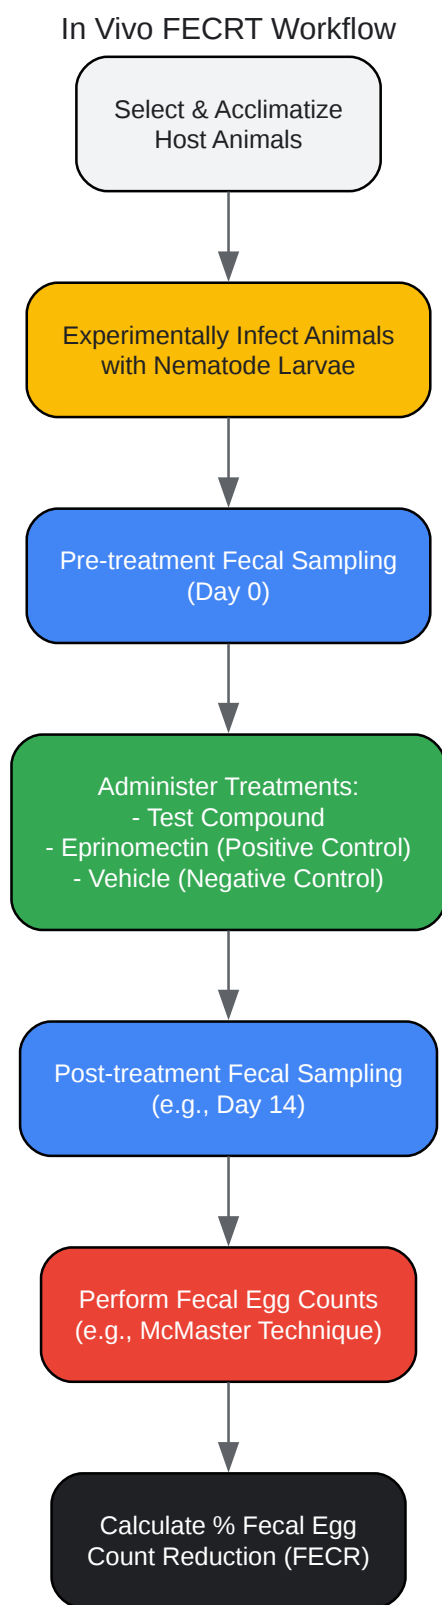 In Vivo FECRT Workflow
Select & Acclimatize
Host Animals
Experimentally Infect Animals
with Nematode Larvae
Pre-treatment Fecal Sampling
(Day 0)
Administer Treatments:
- Test Compound
- Eprinomectin (Positive Control)
- Vehicle (Negative Control)
Post-treatment Fecal Sampling
(e.g., Day 14)
Perform Fecal Egg Counts
(e.g., McMaster Technique)
Calculate % Fecal Egg
Count Reduction (FECR)